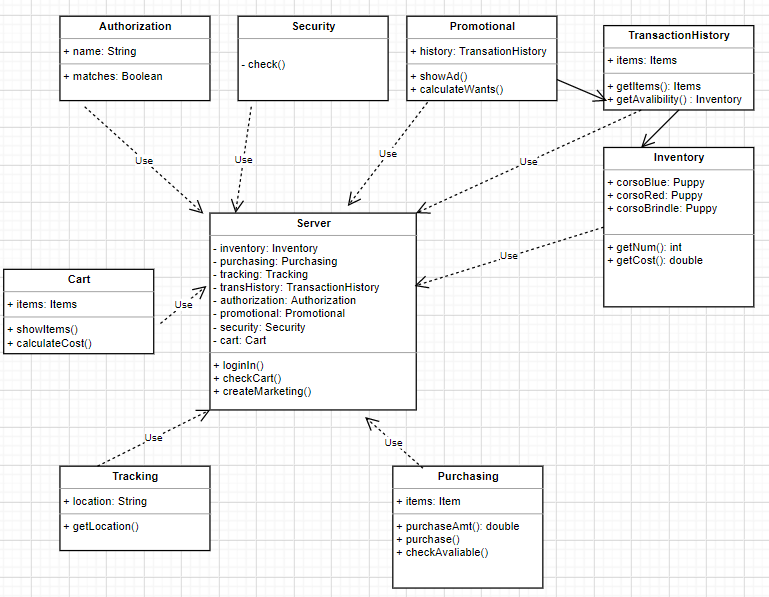 Authorization
+ name: String
+ matches: Boolean
Security
- check()
Promotional
+ history: TransationHistory
+ showAd()
+ calculateWants()
TransactionHistory
+ items: Items
+ getItems(): Items
+ getAvalibility() : Inventory
Use
Use
Use
Use
Inventory
+ corsoBlue: Puppy
+ corsoRed: Puppy
+ corsoBrindle: Puppy
+ getNum(): int
+ getCost(): double
Use
Server
- inventory: Inventory
- purchasing: Purchasing
- tracking: Tracking
- transHistory: TransactionHistory
- authorization: Authorization
- promotional: Promotional
- security: Security
- cart: Cart
+ loginIn()
+ checkCart()
+ createMarketing()
Cart
+ items: Items
+ showItems()
+ calculateCost()
Use
Use
Use
Tracking
+ location: String
+ getLocation()
Purchasing
+ items: Item
+ purchaseAmt(): double
+ purchase()
+ checkAvaliable()